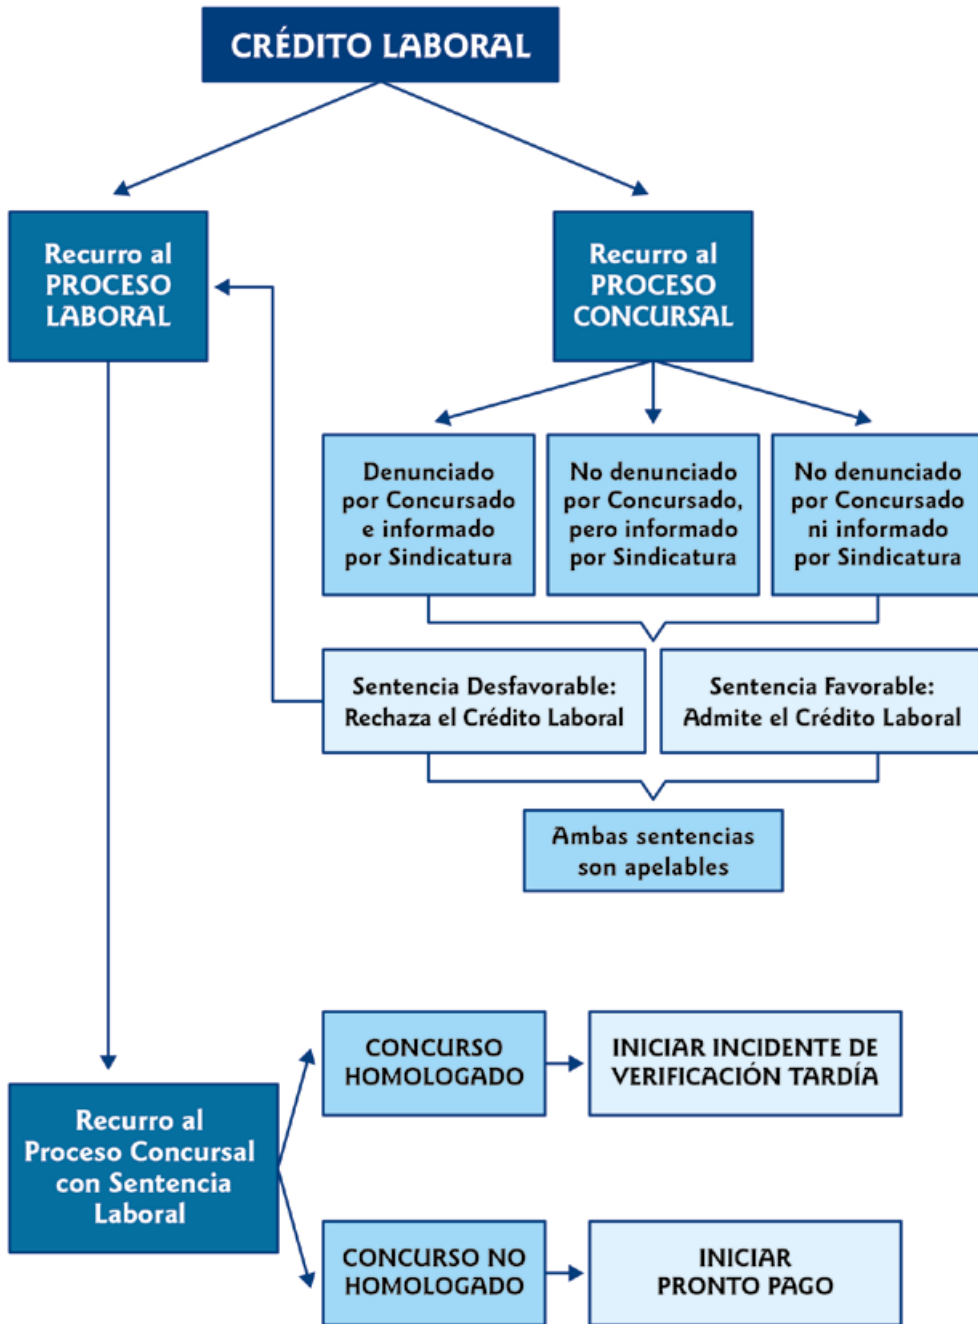 CRÉDITO LABORAL
Recurro al
PROCESO
LABORAL
Recurro al
PROCESO
CONCURSAL
Denunciado
por Concursado
e informado
por Sindicatura
No denunciado
por Concursado,
pero informado
por Sindicatura
No denunciado
por Concursado
ni informado
por Sindicatura
Sentencia Desfavorable:
Rechaza el Crédito Laboral
Sentencia Favorable:
Admite el Crédito Laboral
Ambas sentencias
son apelables
Recurro al
Proceso Concursal
con Sentencia
Laboral
CONCURSO
HOMOLOGADO
INICIAR INCIDENTE DE
VERIFICACIÓN TARDÍA
CONCURSO NO
HOMOLOGADO
INICIAR
PRONTO PAGO